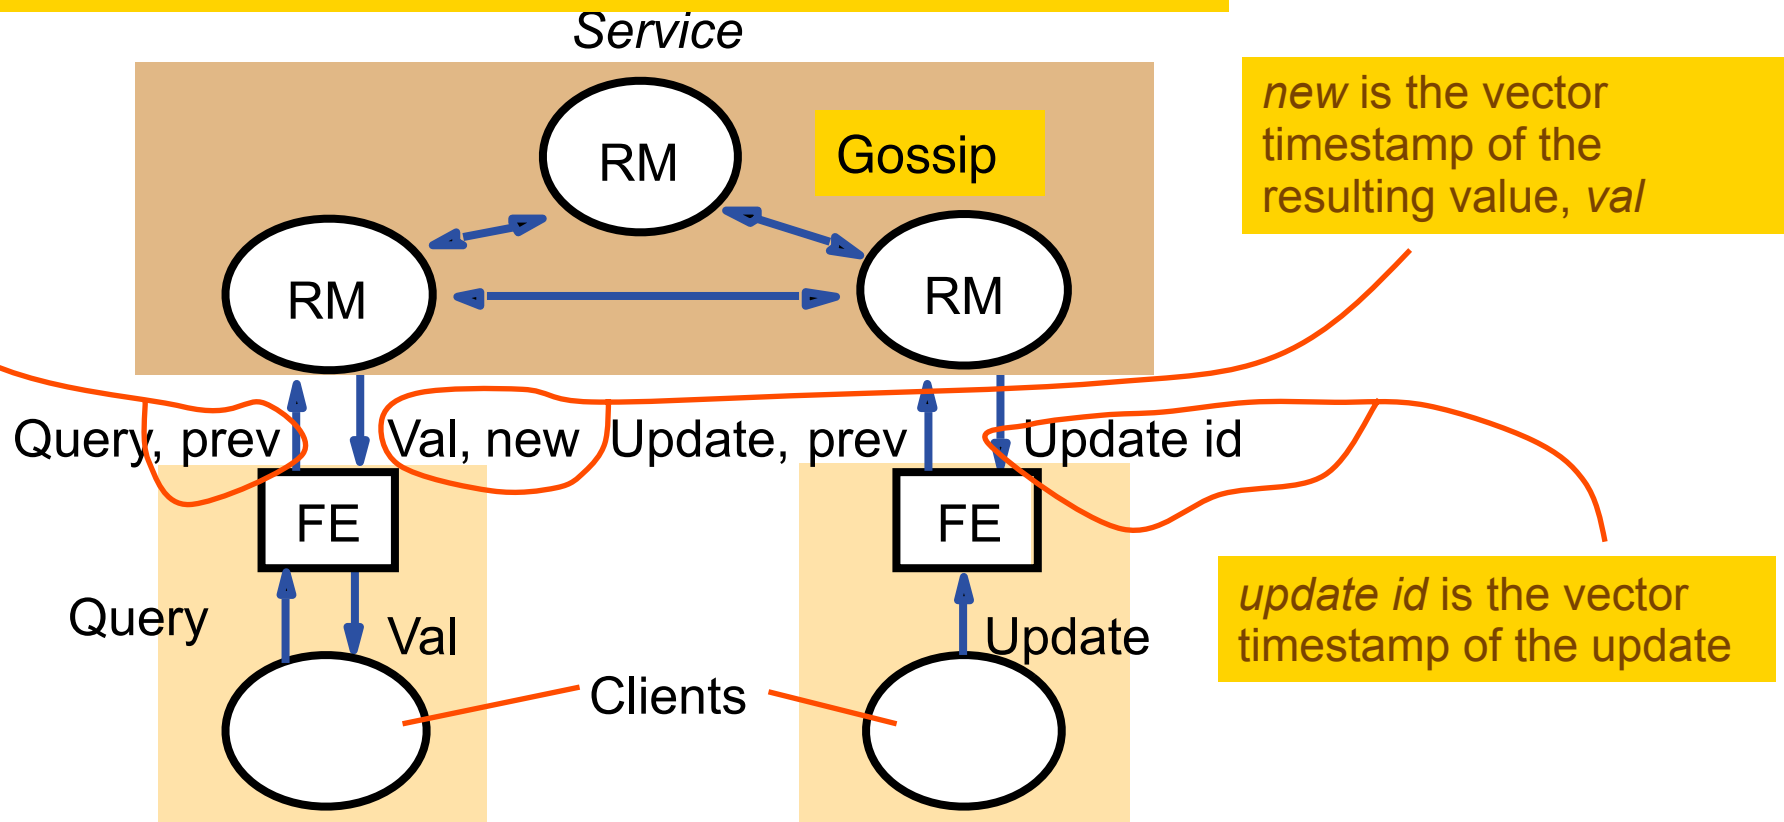 Service
RM
Gossip
new is the vector
timestamp of the
resulting value, val
RM
RM
Query, prev
Val, new
Update, prev
Update id
FE
FE
Query
Val
Update
update id is the vector
timestamp of the update
Clients